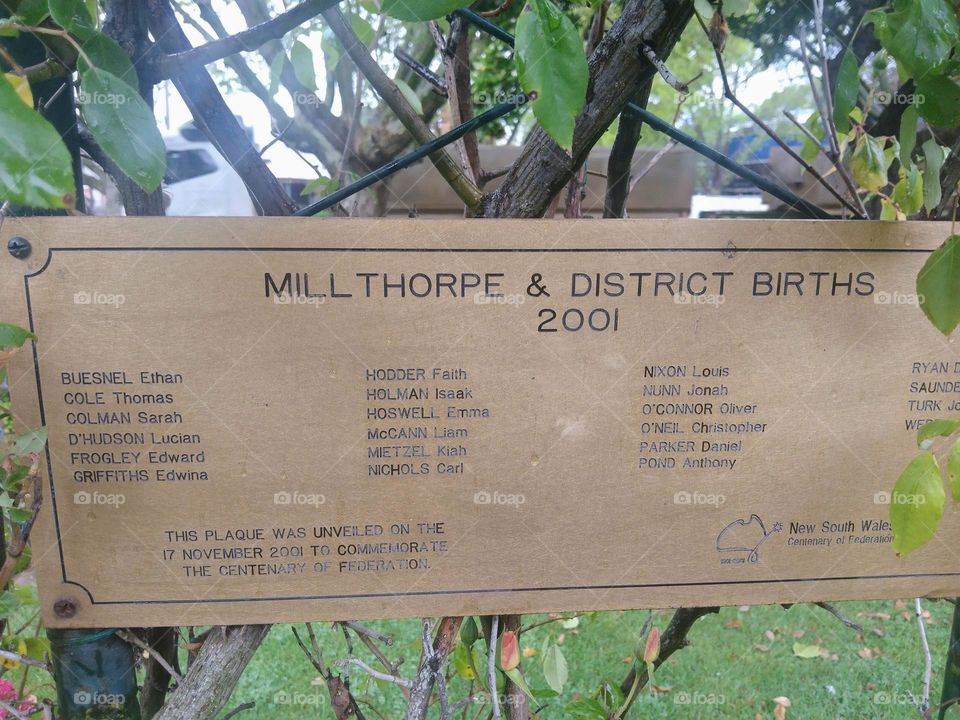 MILLTHORPE & DISTRICT BIRTHS
2001
BUESNEL Ethan
COLE Thomas
COLMAN Sarah
D'HUDSON Lucian
FROGLEY Edward
GRIFFITHS Edwina
HODDER Faith
HOLMAN Isaak
HOSWELL Emma
McCANN Liam
MIETZEL Kiah
NICHOLS Carl
NIXON Louis
NUNN Jonah
O'CONNOR Oliver
O'NEIL Christopher
PARKER Daniel
POND Anthony
RYAN
TURK
THIS PLAQUE WAS UNVEILED ON THE
17 NOVEMBER 2001 TO COMMEMORATE
THE CENTENARY OF FEDERATION.
New South Wales
Centenary of Federation